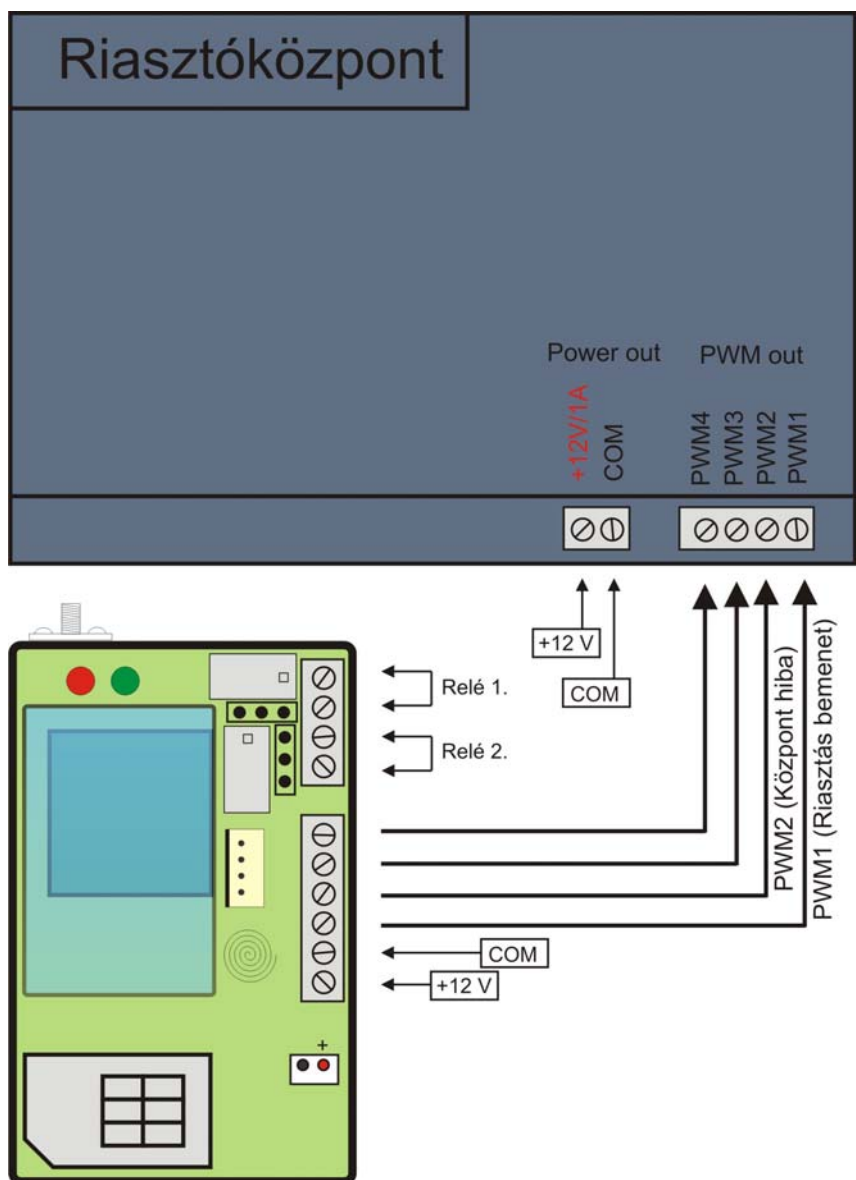 Riasztóközpont
Power out
PWM out
+12V/1A
COM
PWM4
PWM3
PWM2
PWM1
+12 V
COM
PWM2 (Központ hiba)
PWM1 (Riasztás bemenet)
Relé 1.
Relé 2.
COM
+12 V
+